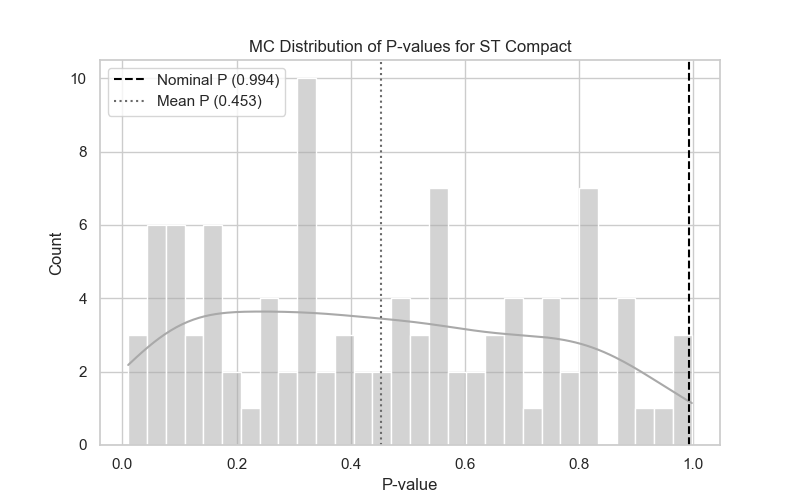 MC Distribution of P-values for ST Compact
Nominal P (0.994)
Mean P (0.453)
Count
10
8
6
4
2
0
0.0 0.2 0.4 0.6 0.8 1.0
P-value